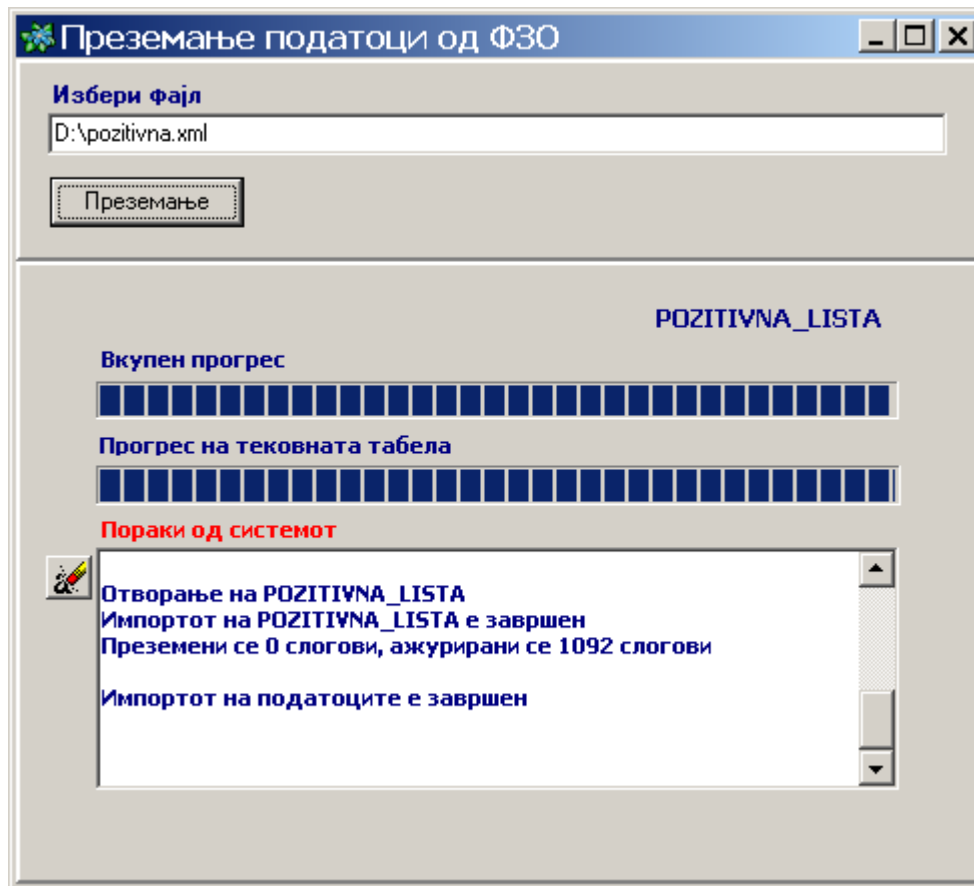 Преземање податоци од ФЗО
Избери фајл
D:\pozitivna.xml
Преземање
POZITIVNA_LISTA
Вкупен прогрес
Прогрес на тековната табела
Пораки од системот
Отворање на POZITIVNA_LISTA
Импортот на POZITIVNA_LISTA е завршен
Преземени се 0 слогови, ажурирани се 1092 слогови
Импортот на податоците е завршен